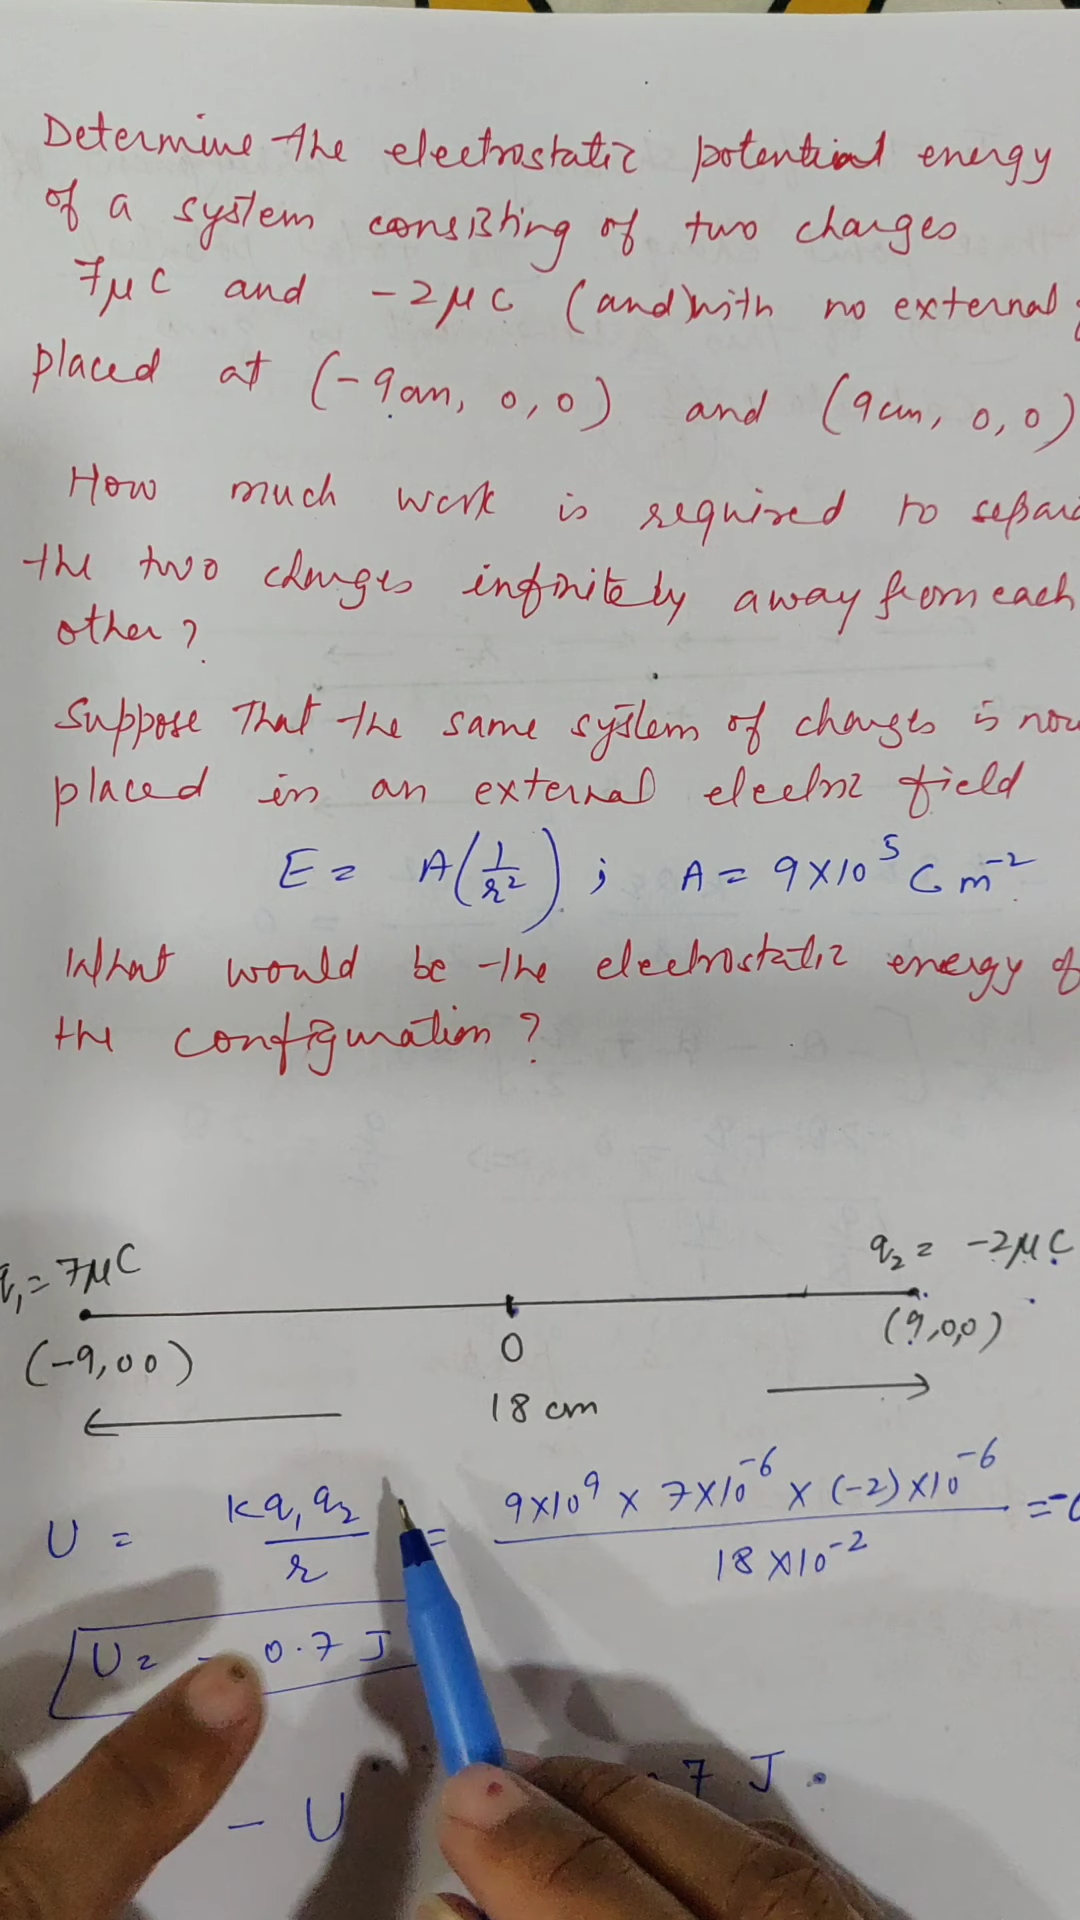 Determine the electrostatic potential energy
of a system consisting of two charges
7μC and -2μC (and) with no external
placed at (-9cm, 0,0) and (9cm, 0,0)
How much work is required to separa
the two charges infinitely away from each
other?
Suppose that the same system of charges is now
placed in an external electric field
E = A(1/r²) ; A = 9×10⁵ C m⁻²
What would be the electrostatic energy of
the configuration?
q₁ = 7μC q₂ = -2μC
(-9,00) 0 (9,0,0)
18 cm
U = kq₁q₂/r = 9×10⁹ × 7×10⁻⁶ × (-2)×10⁻⁶ / 18×10⁻² = -0
U = - 0.7 J
- U 7 J.